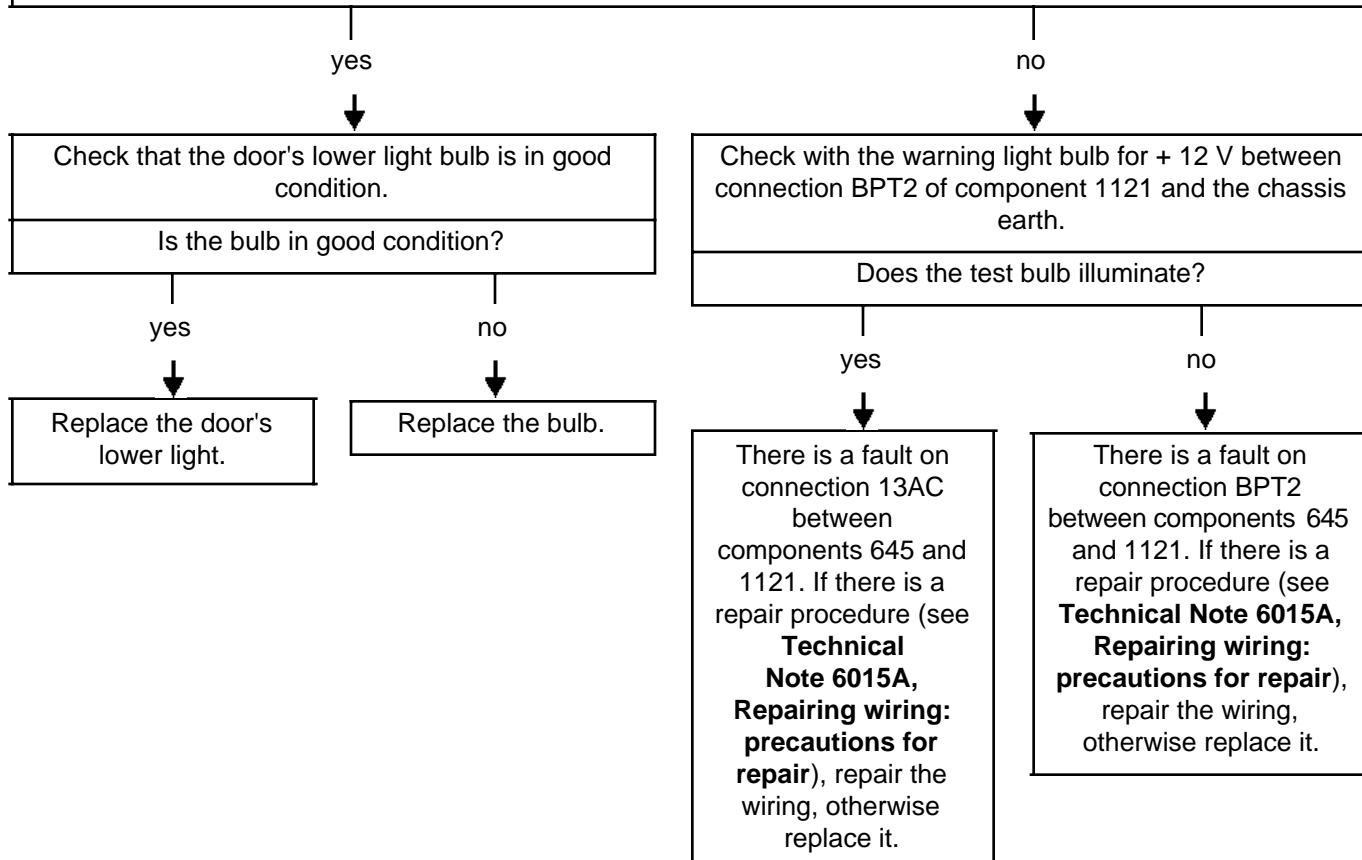 yes
no
Check that the door's lower light bulb is in good
condition.
Is the bulb in good condition?
Check with the warning light bulb for + 12 V between
connection BPT2 of component 1121 and the chassis
earth.
Does the test bulb illuminate?
yes
no
yes
no
Replace the door's
lower light.
Replace the bulb.
There is a fault on
connection 13AC
between
components 645 and
1121. If there is a
repair procedure (see
Technical
Note 6015A,
Repairing wiring:
precautions for
repair), repair the
wiring, otherwise
replace it.
There is a fault on
connection BPT2
between components 645
and 1121. If there is a
repair procedure (see
Technical Note 6015A,
Repairing wiring:
precautions for repair),
repair the wiring,
otherwise replace it.